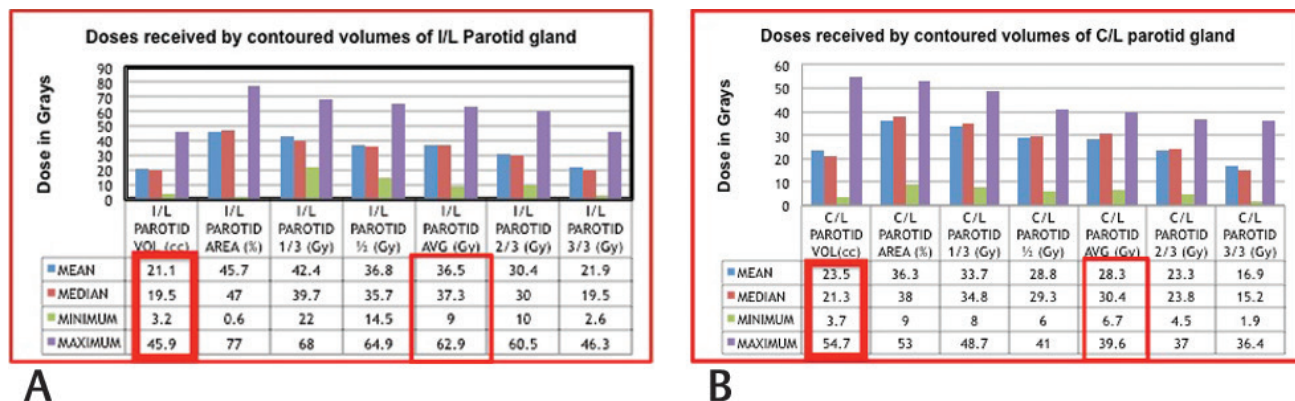 Doses received by contoured volumes of I/L Parotid gland
Dose in Grays
90
80
70
60
50
40
30
20
10
0
I/L PAROTID VOL (cc) I/L PAROTID AREA (%) I/L PAROTID 1/3 (Gy) I/L PAROTID ½ (Gy) I/L PAROTID AVG (Gy) I/L PAROTID 2/3 (Gy) I/L PAROTID 3/3 (Gy)
MEAN 21.1 45.7 42.4 36.8 36.5 30.4 21.9
MEDIAN 19.5 47 39.7 35.7 37.3 30 19.5
MINIMUM 3.2 0.6 22 14.5 9 10 2.6
MAXIMUM 45.9 77 68 64.9 62.9 60.5 46.3
A
Doses received by contoured volumes of C/L parotid gland
Dose in Grays
60
50
40
30
20
10
0
C/L PAROTID VOL(cc) C/L PAROTID AREA (%) C/L PAROTID 1/3 (Gy) C/L PAROTID ½ (Gy) C/L PAROTID AVG (Gy) C/L PAROTID 2/3 (Gy) C/L PAROTID 3/3 (Gy)
MEAN 23.5 36.3 33.7 28.8 28.3 23.3 16.9
MEDIAN 21.3 38 34.8 29.3 30.4 23.8 15.2
MINIMUM 3.7 9 8 6 6.7 4.5 1.9
MAXIMUM 54.7 53 48.7 41 39.6 37 36.4
B